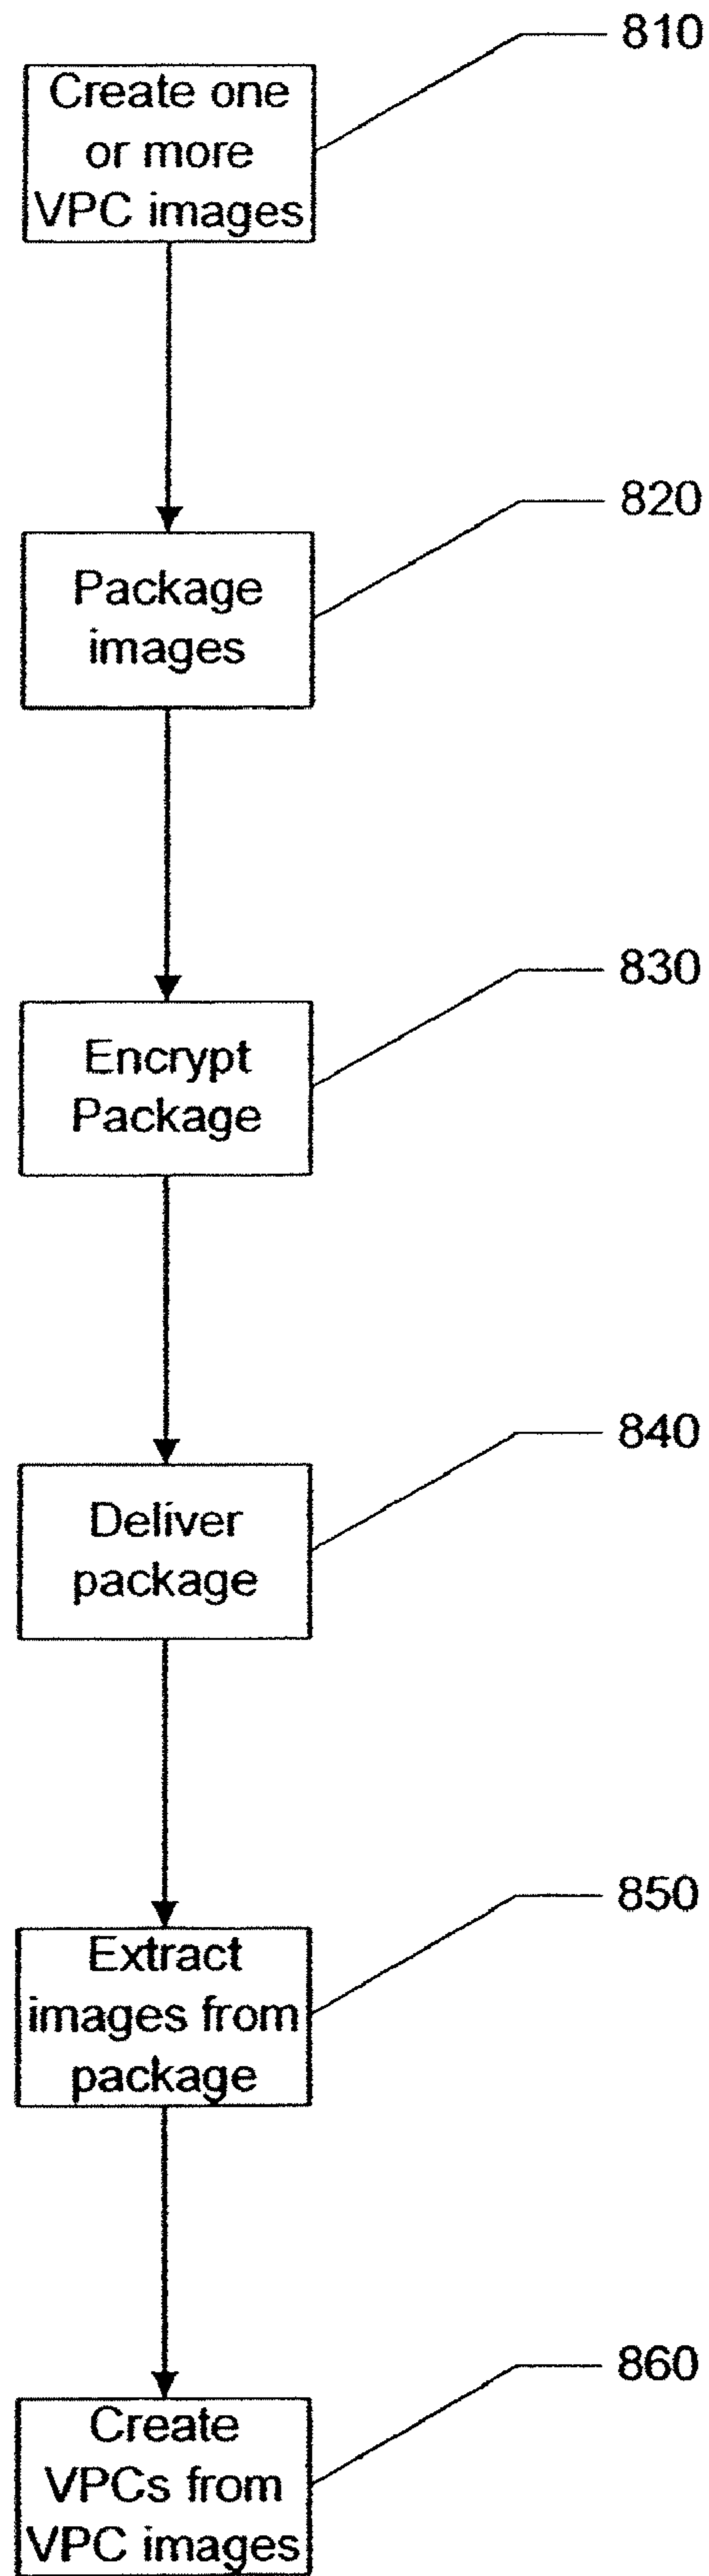 810
Create one
or more
VPC images
820
Package
images
830
Encrypt
Package
840
Deliver
package
850
Extract
images from
package
860
Create
VPCs from
VPC images